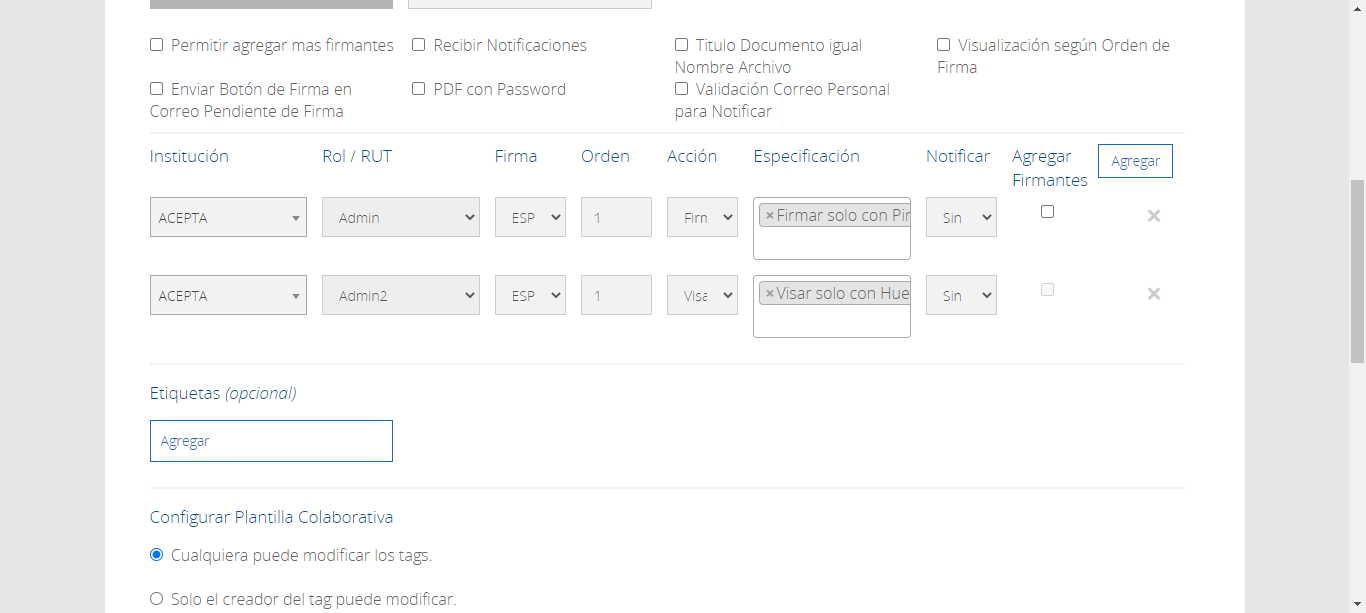 Permitir agregar mas firmantes
Recibir Notificaciones
Titulo Documento igual
Nombre Archivo
Visualización según Orden de
Firma
Enviar Botón de Firma en
Correo Pendiente de Firma
PDF con Password
Validación Correo Personal
para Notificar
Institución
Rol / RUT
Firma
Orden
Acción
Especificación
Notificar
Agregar
Firmantes
Agregar
ACEPTA
Admin
ESP
1
Firm
×Firmar solo con Pin
Sin
×
ACEPTA
Admin2
ESP
1
Visa
×Visar solo con Hue
Sin
×
Etiquetas (opcional)
Agregar
Configurar Plantilla Colaborativa
Cualquiera puede modificar los tags.
Solo el creador del tag puede modificar.